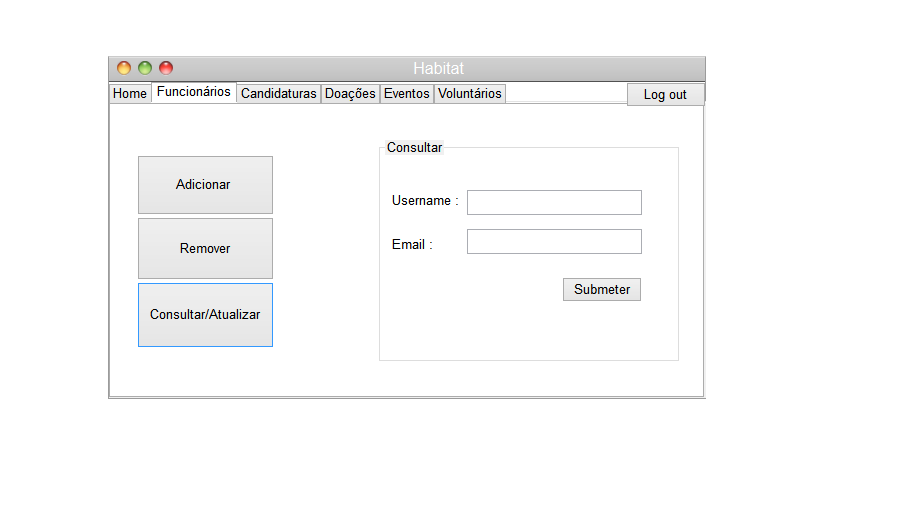 Habitat
Home Funcionários Candidaturas Doações Eventos Voluntários Log out
Consultar
Adicionar
Username :
Remover
Email :
Submeter
Consultar/Atualizar